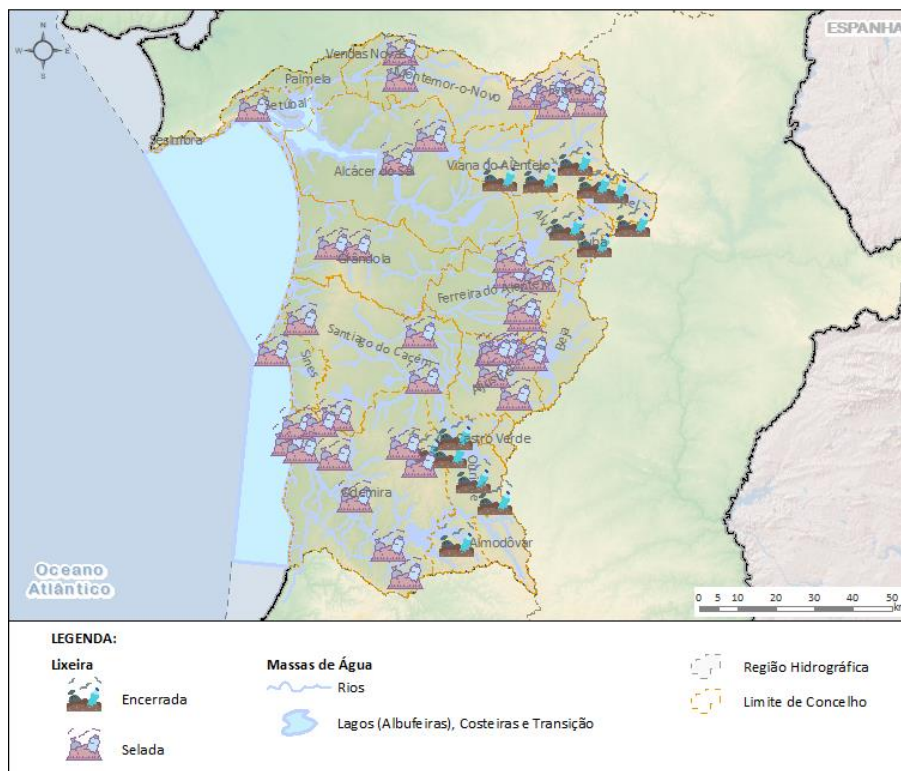 ESPANHA
N
W
E
S
Vendas Novas
Palmela
Montemor-o-Novo
Setúbal
Sesimbra
Viana do Alentejo
Alcácer do Sal
Grândola
Ferreira do Alentejo
Santiago do Cacém
Beja
Sines
Castro Verde
Odemira
Almodôvar
Oceano
Atlântico
0 5 10 20 30 40 50
km
LEGENDA:
Lixeira
Encerrada
Selada
Massas de Água
Rios
Lagos (Albufeiras), Costeiras e Transição
Região Hidrográfica
Limite de Concelho